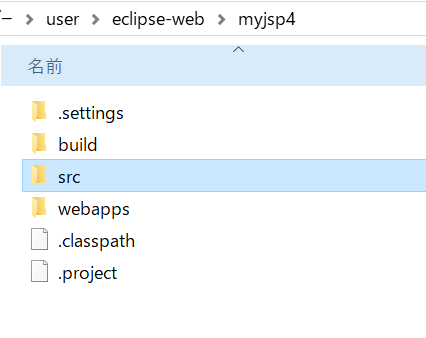 user > eclipse-web > myjsp4
名前
.settings
build
src
webapps
.classpath
.project